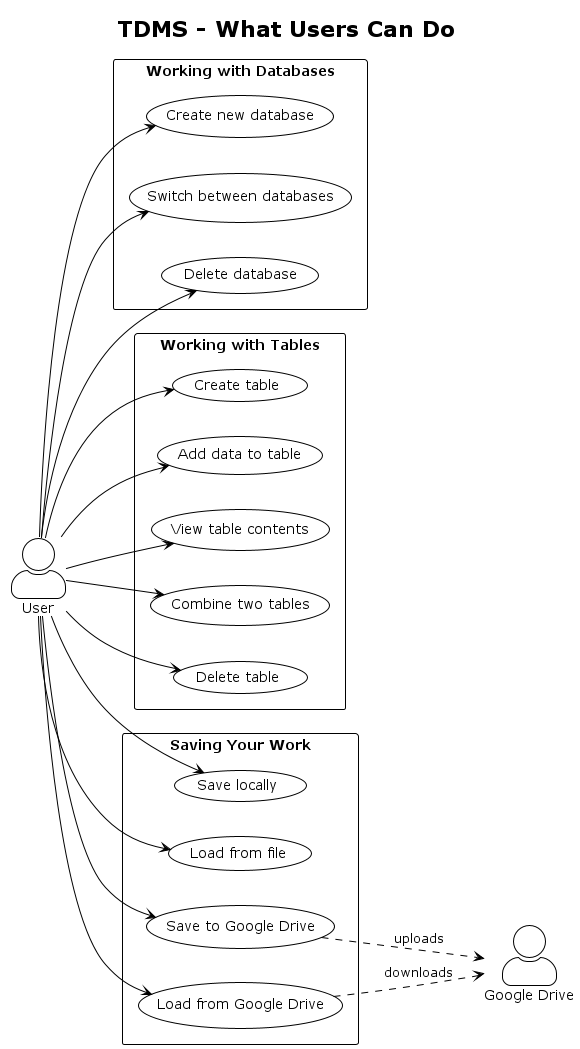 TDMS - What Users Can Do
Working with Databases
Create new database
Switch between databases
Delete database
Working with Tables
Create table
Add data to table
View table contents
Combine two tables
Delete table
User
Saving Your Work
Save locally
Load from file
Save to Google Drive
Load from Google Drive
uploads
downloads
Google Drive